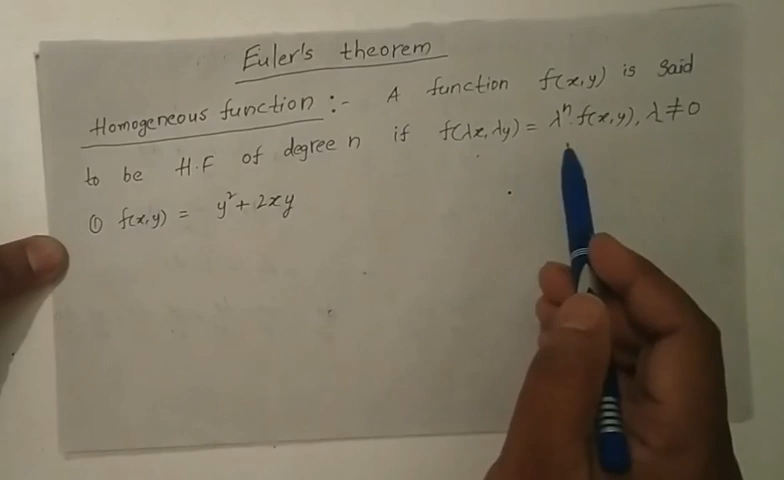 Euler's theorem
Homogeneous function :- A function f(x,y) is said
to be H.F of degree n if f(λx, λy) = λⁿ.f(x,y), λ≠0
① f(x,y) = y²+2xy